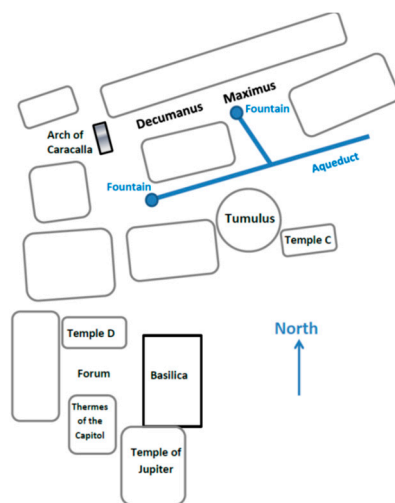 Decumanus Maximus
Fountain
Arch of
Caracalla
Aqueduct
Fountain
Tumulus
Temple C
Temple D
North
Forum
Basilica
Thermes
of the
Capitol
Temple of
Jupiter